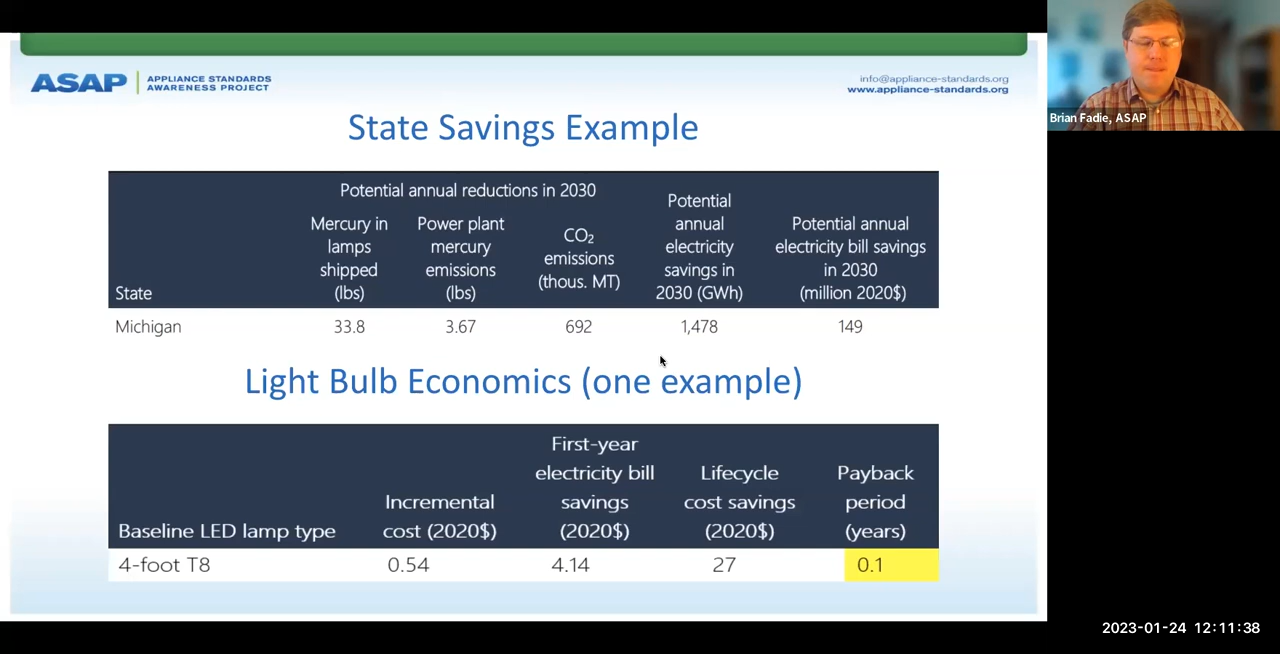 ASAP
APPLIANCE STANDARDS
AWARENESS PROJECT
info@appliance-standards.org
www.appliance-standards.org
Brian Fadie, ASAP
State Savings Example
Potential annual reductions in 2030
State
Mercury in
lamps
shipped
(lbs)
Power plant
mercury
emissions
(lbs)
CO₂
emissions
(thous. MT)
Potential
annual
electricity
savings in
2030 (GWh)
Potential annual
electricity bill savings
in 2030
(million 2020$)
Michigan 33.8 3.67 692 1,478 149
Light Bulb Economics (one example)
Baseline LED lamp type
Incremental
cost (2020$)
First-year
electricity bill
savings
(2020$)
Lifecycle
cost savings
(2020$)
Payback
period
(years)
4-foot T8 0.54 4.14 27 0.1
2023-01-24 12:11:38